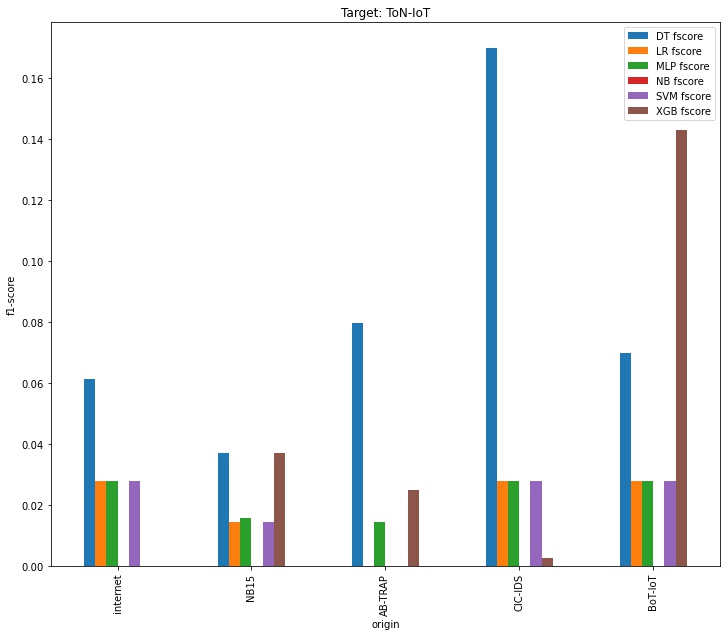 Target: ToN-IoT
DT fscore
LR fscore
MLP fscore
NB fscore
SVM fscore
XGB fscore
0.16
0.14
0.12
0.10
0.08
0.06
0.04
0.02
0.00
f1-score
internet
NB15
AB-TRAP
CIC-IDS
BoT-IoT
origin